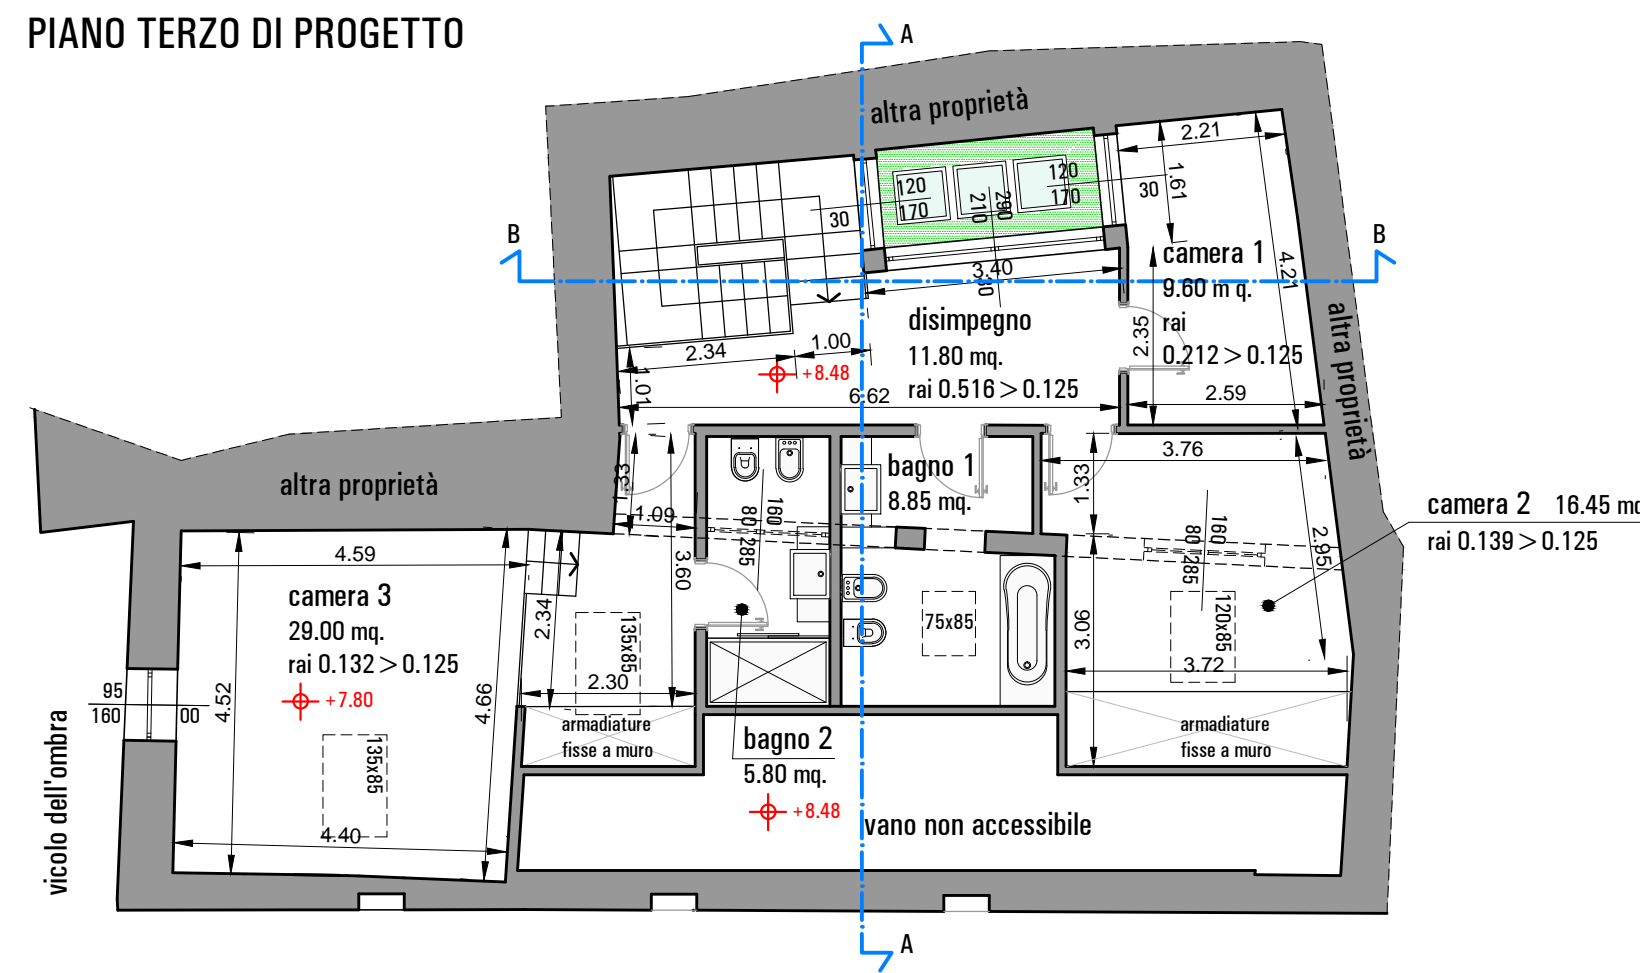 PIANO TERZO DI PROGETTO
A
altra proprietà
2.21
120
170
210
290
120
170
30
30
1.61
B
B
camera 1
9.60 m q.
rai
0.212 > 0.125
4.21
3.40
30
disimpegno
11.80 mq.
rai 0.516 > 0.125
2.34
1.00
+8.48
1.01
2.35
6.62
2.59
altra proprietà
altra proprietà
1.33
1.09
3.60
160
80
285
bagno 1
8.85 mq.
1.33
3.76
160
80
285
2.95
camera 2 16.45 mq
rai 0.139 > 0.125
4.59
camera 3
29.00 mq.
rai 0.132 > 0.125
+7.80
2.34
135x85
75x85
3.06
120x85
3.72
2.30
4.52
4.66
95
160
00
vicolo dell'ombra
armadiature
fisse a muro
armadiature
fisse a muro
bagno 2
5.80 mq.
+8.48
135x85
4.40
vano non accessibile
A